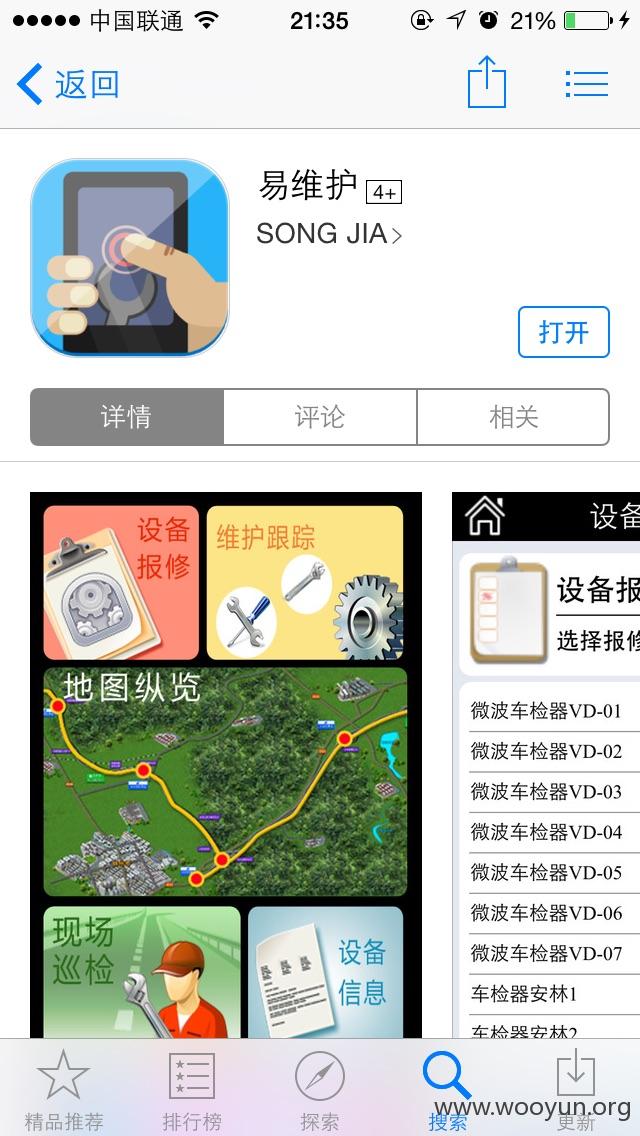 中国联通 21:35 21%
返回
易维护 4+
SONG JIA
打开
详情 评论 相关
设备
报修
维护跟踪
地图纵览
现场
巡检
设备
信息
设备
设备报
选择报修
微波车检器VD-01
微波车检器VD-02
微波车检器VD-03
微波车检器VD-04
微波车检器VD-05
微波车检器VD-06
微波车检器VD-07
车检器安林1
车检器安林2
精品推荐 排行榜 探索 搜索 更新
www.wooyun.org